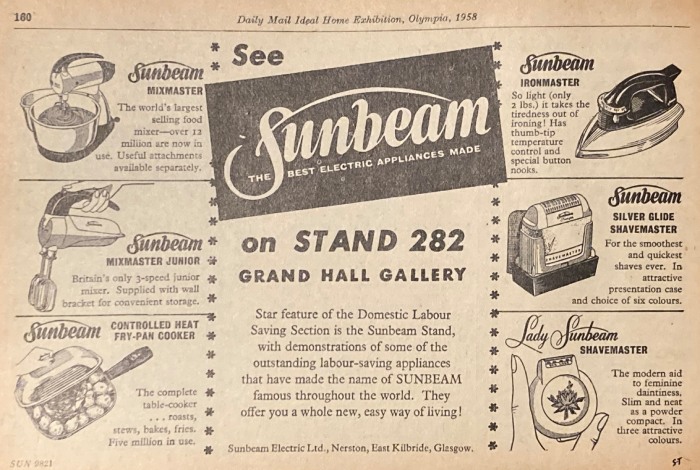 160
Daily Mail Ideal Home Exhibition, Olympia, 1958
Sunbeam
MIXMASTER
The world's largest
selling food
mixer—over 12
million are now in
use. Useful attachments
available separately.
Sunbeam
MIXMASTER JUNIOR
Britain's only 3-speed junior
mixer. Supplied with wall
bracket for convenient storage.
Sunbeam
CONTROLLED HEAT
FRY-PAN COOKER
The complete
table-cooker
. . . roasts,
stews, bakes, fries.
Five million in use.
See
Sunbeam
THE BEST ELECTRIC APPLIANCES MADE
on STAND 282
GRAND HALL GALLERY
Star feature of the Domestic Labour
Saving Section is the Sunbeam Stand,
with demonstrations of some of the
outstanding labour-saving appliances
that have made the name of SUNBEAM
famous throughout the world. They
offer you a whole new, easy way of living!
Sunbeam Electric Ltd., Nerston, East Kilbride, Glasgow.
Sunbeam
IRONMASTER
So light (only
2 lbs.) it takes the
tiredness out of
ironing! Has
thumb-tip
temperature
control and
special button
nooks.
Sunbeam
SILVER GLIDE
SHAVEMASTER
For the smoothest
and quickest
shaves ever. In
attractive
presentation case
and choice of six colours.
SHAVEMASTER
Lady Sunbeam
SHAVEMASTER
The modern aid
to feminine
daintiness.
Slim and neat
as a powder
compact. In
three attractive
colours.
SUN 9821